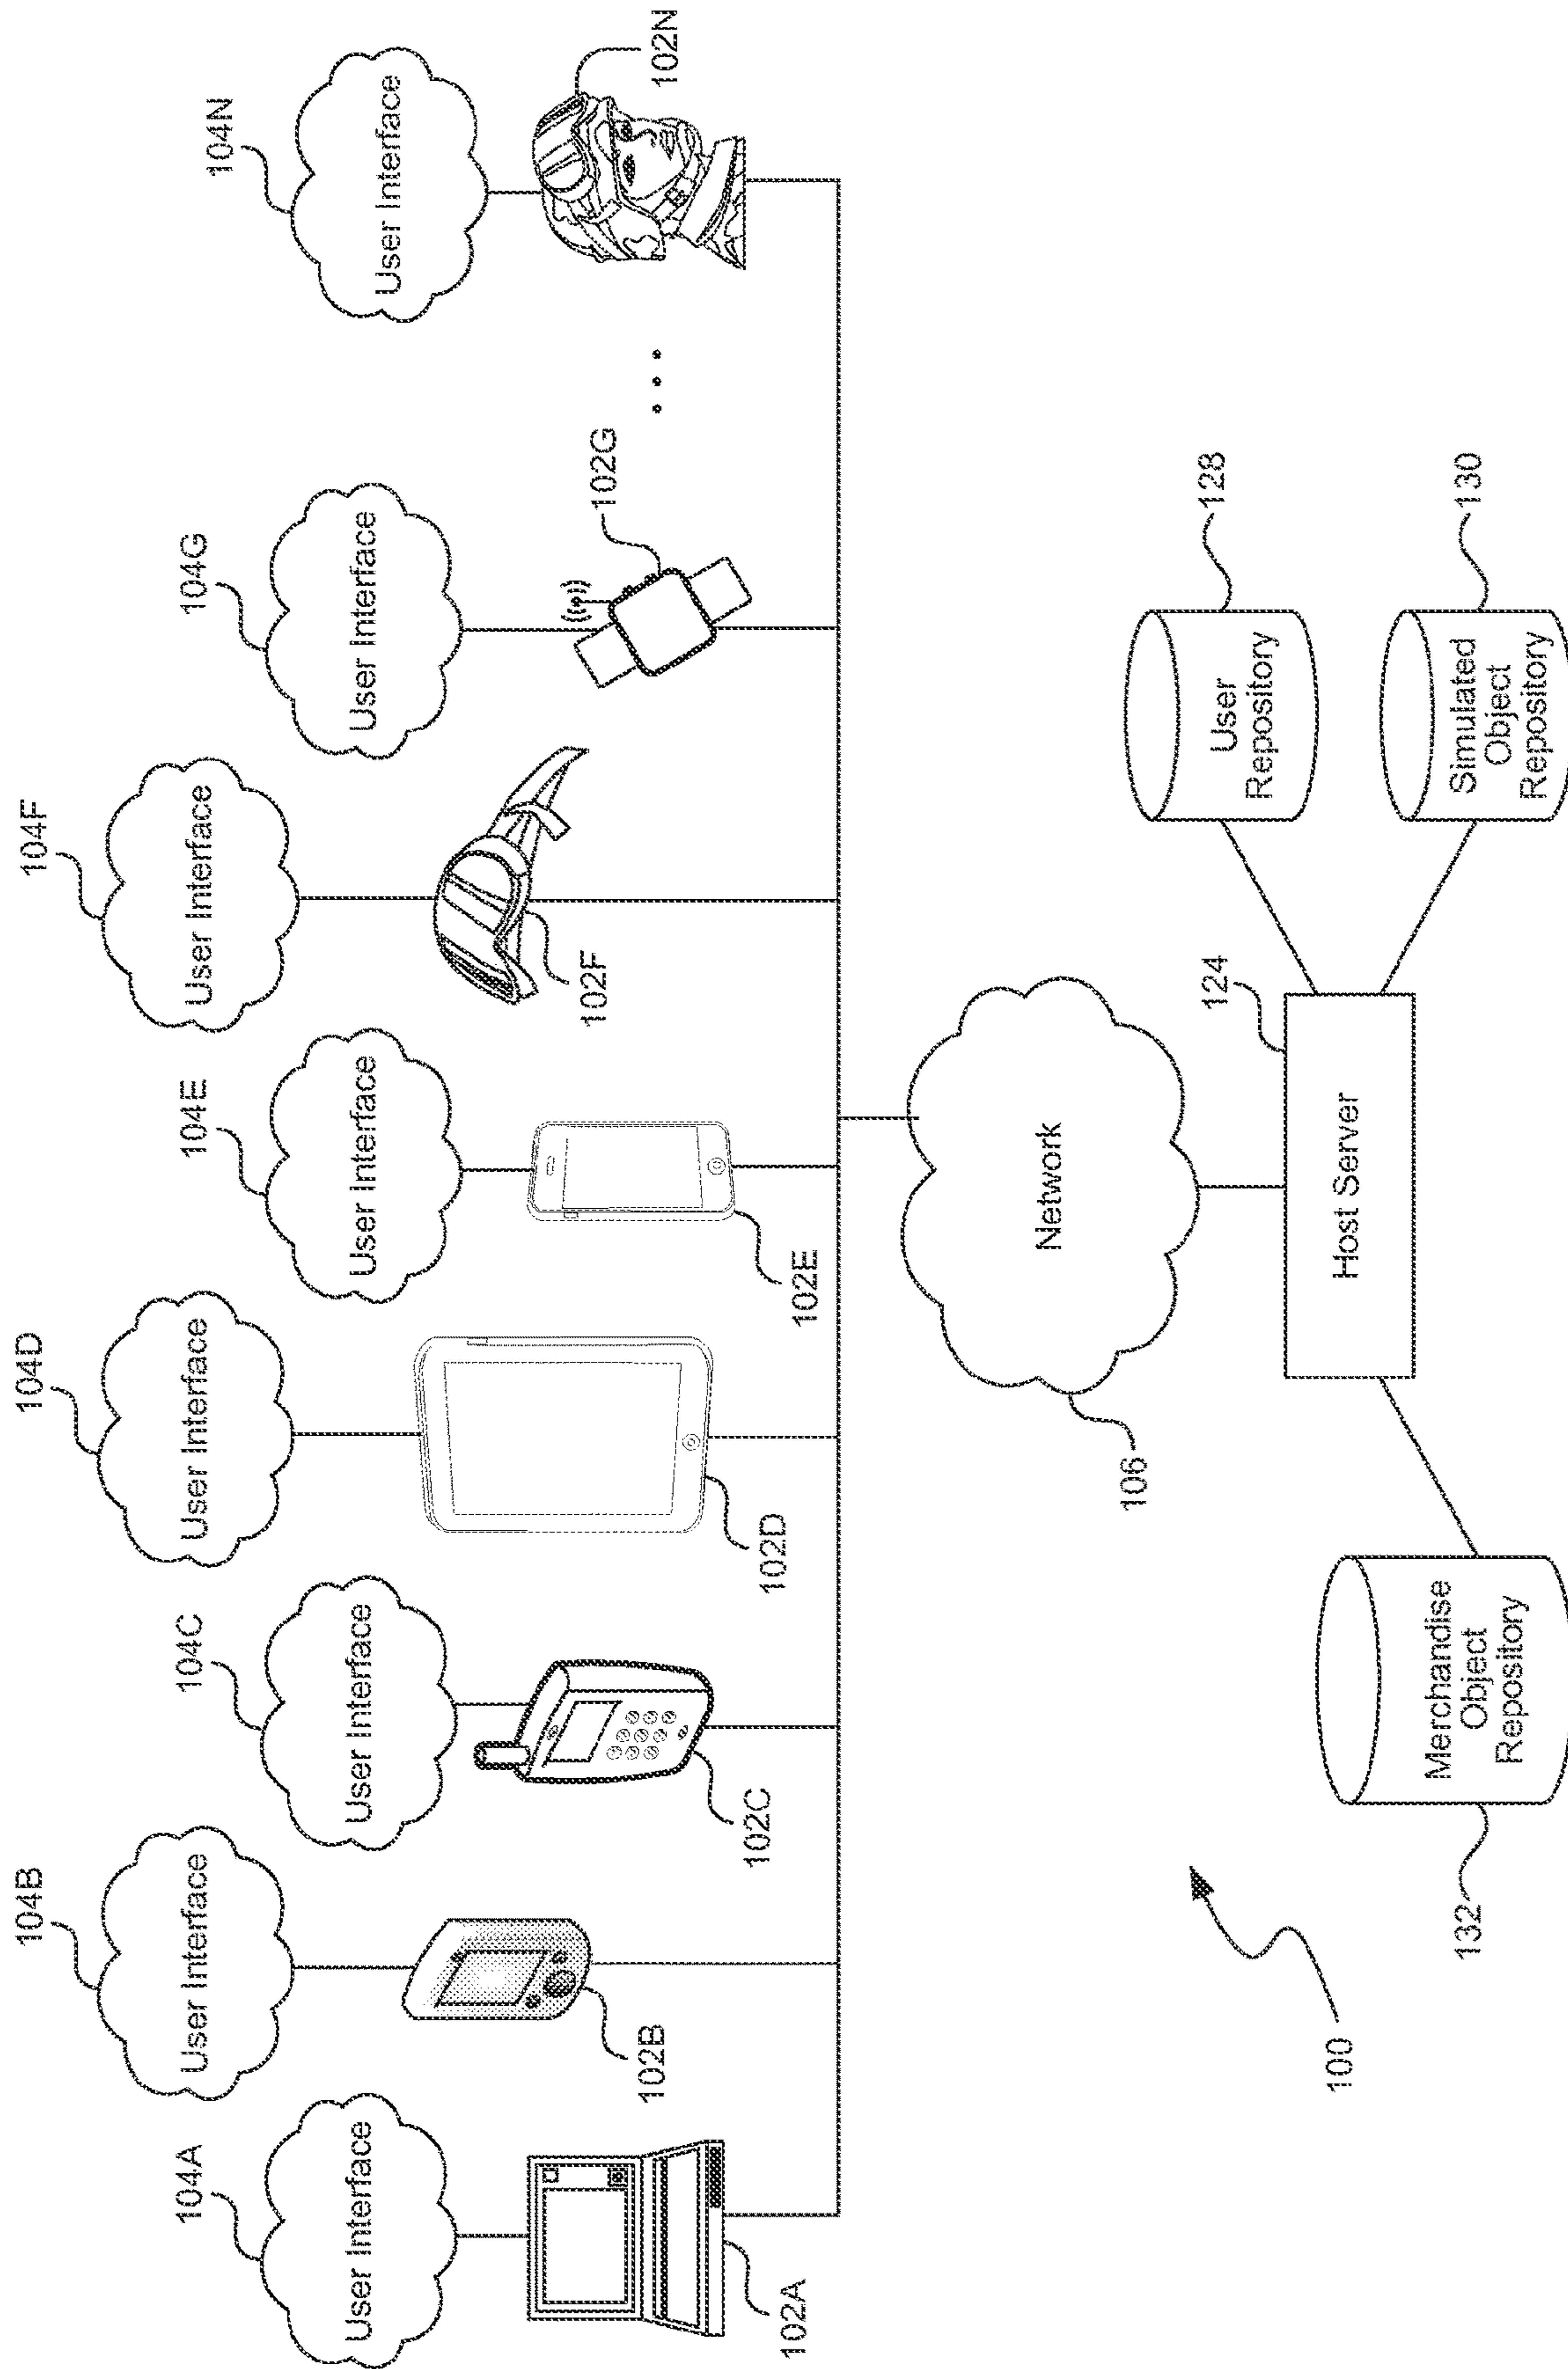 104A
User Interface
104B
User Interface
104C
User Interface
104D
User Interface
104E
User Interface
104F
User Interface
104G
User Interface
104N
User Interface
102A
102B
102C
102D
102E
102F
102G
102N
Network
106
Host Server
124
User
Repository
128
Simulated
Object
Repository
130
Merchandise
Object
Repository
132
100